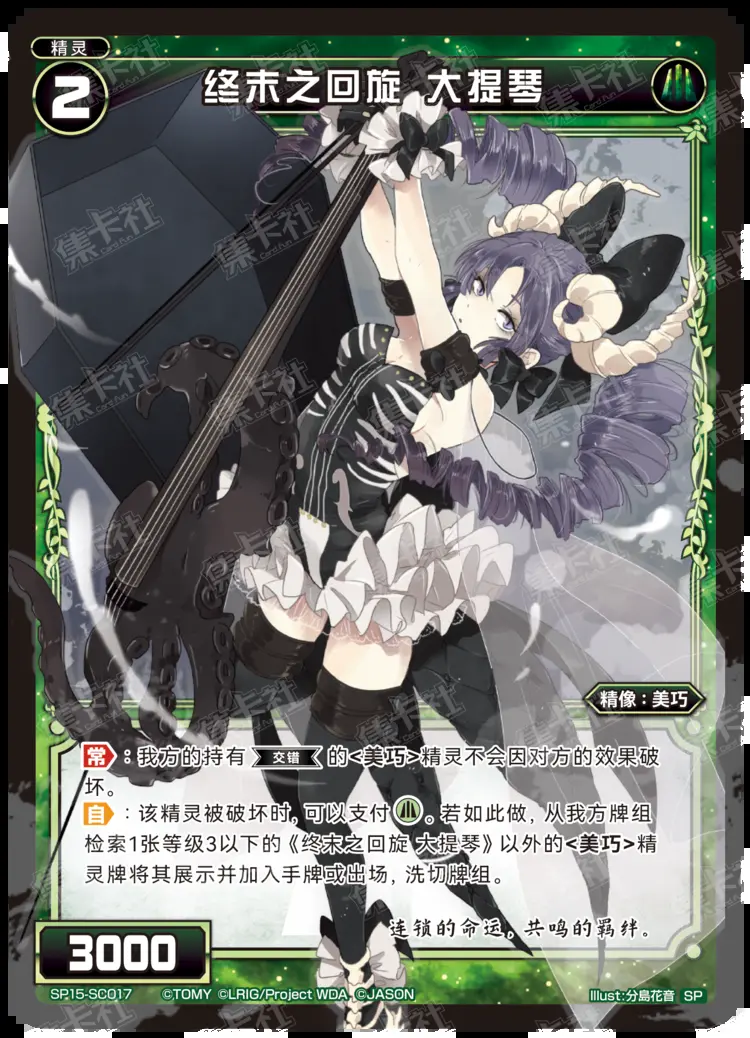 精灵
2
终末之回旋 大提琴
精像：美巧
常：我方的持有 交错 的<美巧>精灵不会因对方的效果破
坏。
自：该精灵被破坏时，可以支付。若如此做，从我方牌组
检索1张等级3以下的《终末之回旋 大提琴》以外的<美巧>精
灵牌将其展示并加入手牌或出场，洗切牌组。
连锁的命运，共鸣的羁绊。
3000
SP15-SC017 ©TOMY ©LRIG/Project WDA ©JASON Illust:分島花音 SP
集卡社
Card Fun